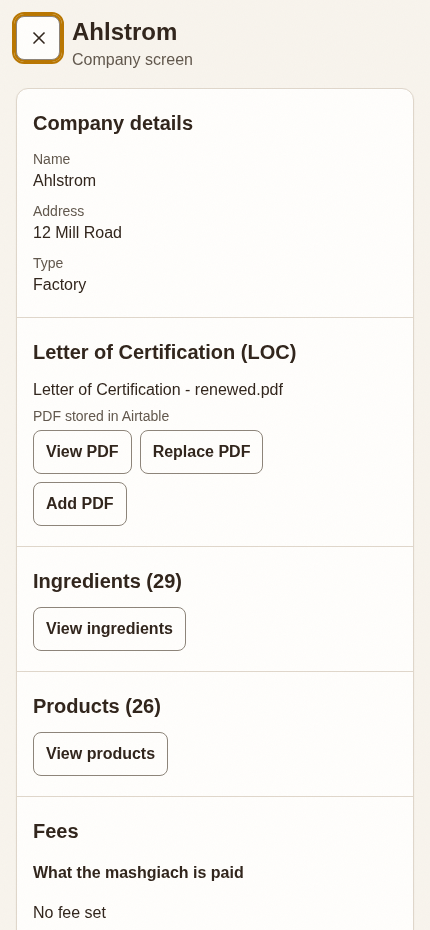 Ahlstrom
Company screen
Company details
Name
Ahlstrom
Address
12 Mill Road
Type
Factory
Letter of Certification (LOC)
Letter of Certification - renewed.pdf
PDF stored in Airtable
View PDF
Replace PDF
Add PDF
Ingredients (29)
View ingredients
Products (26)
View products
Fees
What the mashgiach is paid
No fee set